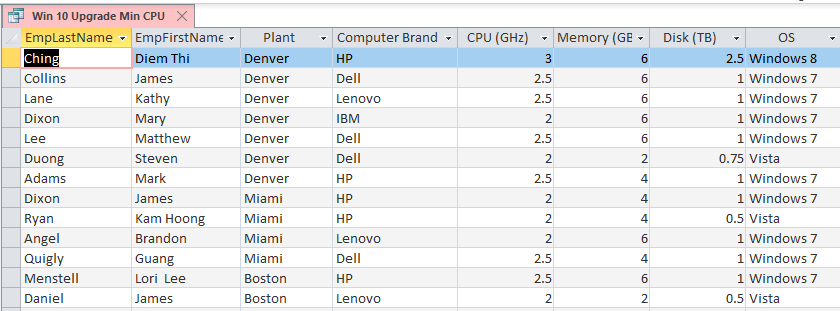 Win 10 Upgrade Min CPU
EmpLastName EmpFirstName Plant Computer Brand CPU (GHz) Memory (GB Disk (TB) OS
Ching Diem Thi Denver HP 3 6 2.5 Windows 8
Collins James Denver Dell 2.5 6 1 Windows 7
Lane Kathy Denver Lenovo 2.5 6 1 Windows 7
Dixon Mary Denver IBM 2 6 1 Windows 7
Lee Matthew Denver Dell 2.5 6 1 Windows 7
Duong Steven Denver Dell 2 2 0.75 Vista
Adams Mark Denver HP 2.5 4 1 Windows 7
Dixon James Miami HP 2 4 1 Windows 7
Ryan Kam Hoong Miami HP 2 4 0.5 Vista
Angel Brandon Miami Lenovo 2 6 1 Windows 7
Quigly Guang Miami Dell 2.5 4 1 Windows 7
Menstell Lori Lee Boston HP 2.5 6 1 Windows 7
Daniel James Boston Lenovo 2 2 0.5 Vista